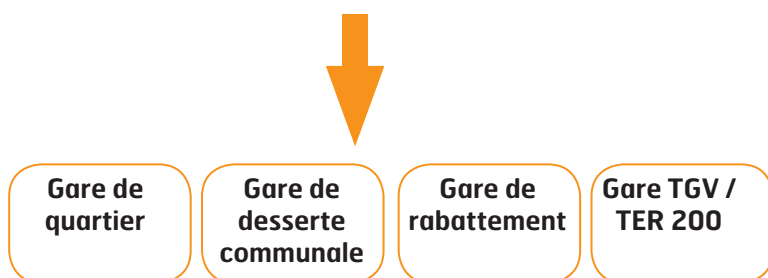 Gare de
quartier
Gare de
desserte
communale
Gare de
rabattement
Gare TGV /
TER 200